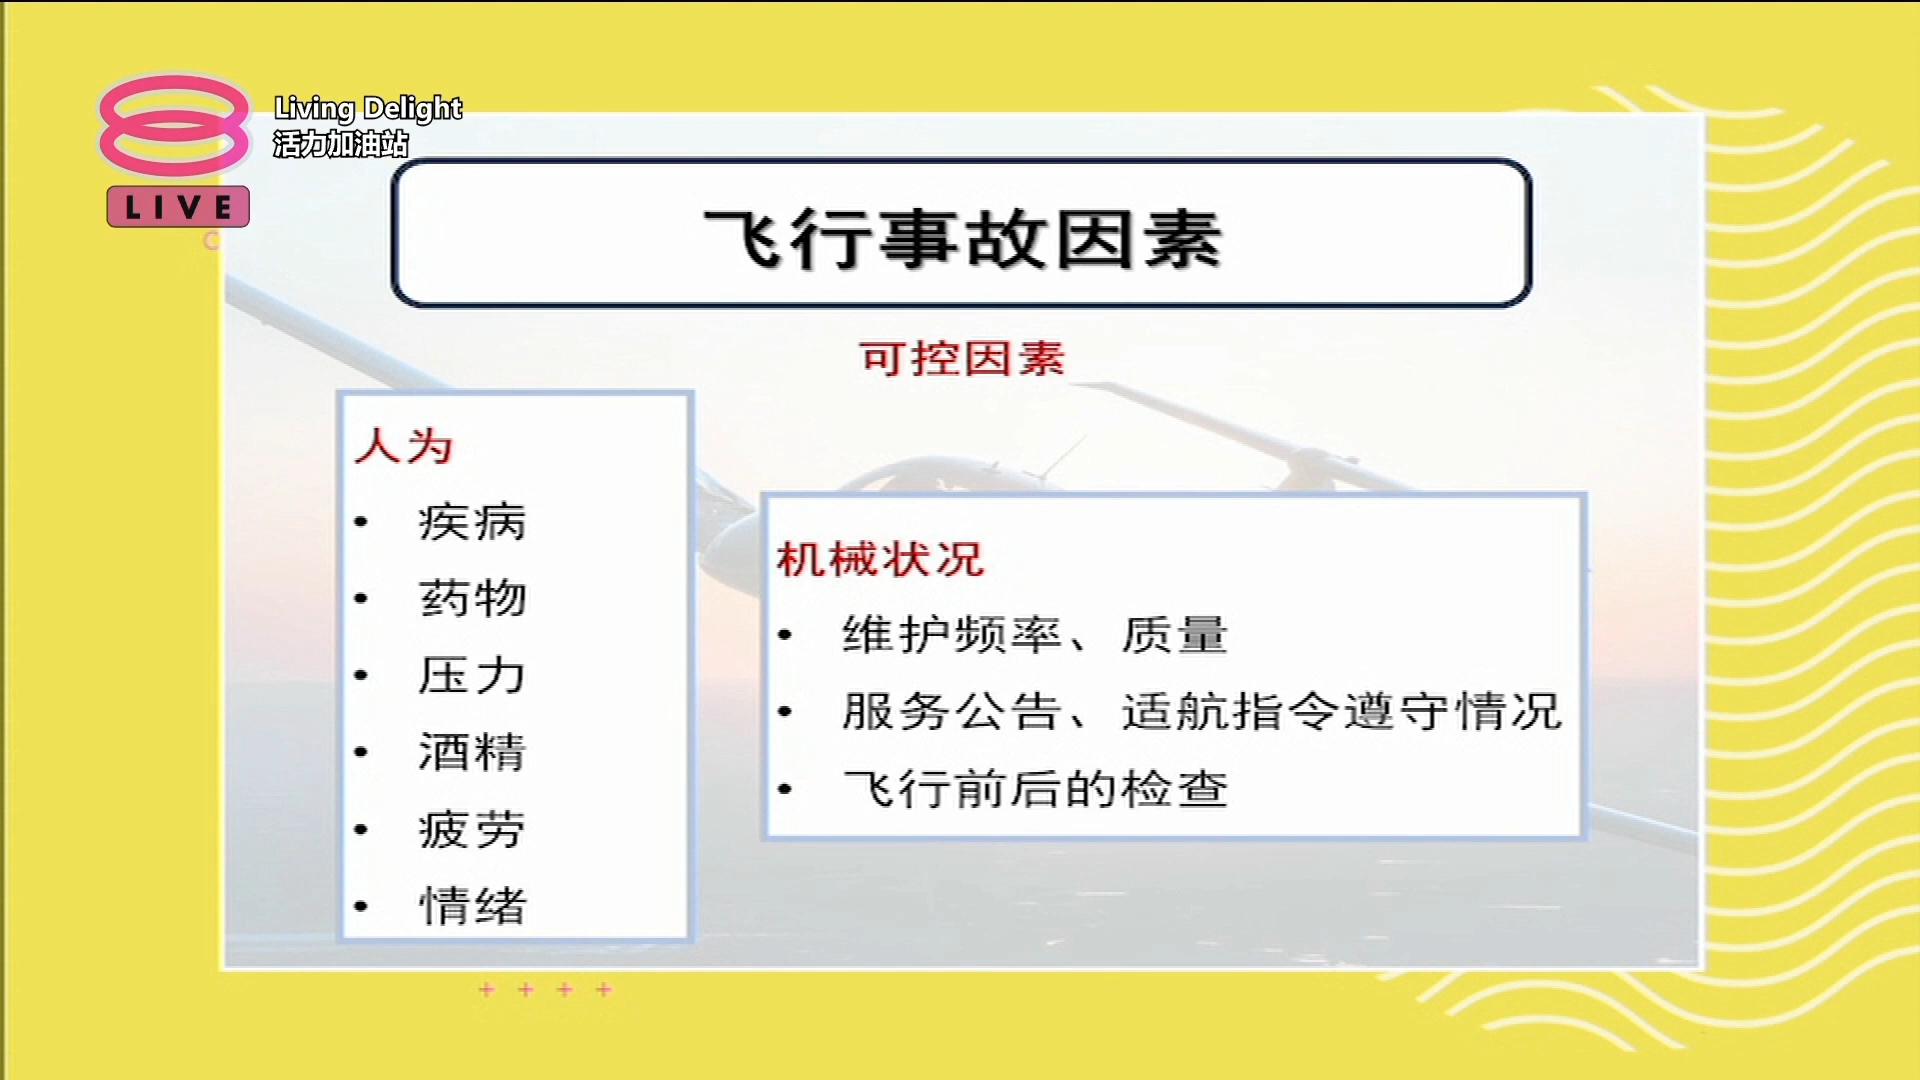 Living Delight
活力加油站
LIVE
飞行事故因素
可控因素
人为
• 疾病
• 药物
• 压力
• 酒精
• 疲劳
• 情绪
机械状况
• 维护频率、质量
• 服务公告、适航指令遵守情况
• 飞行前后的检查